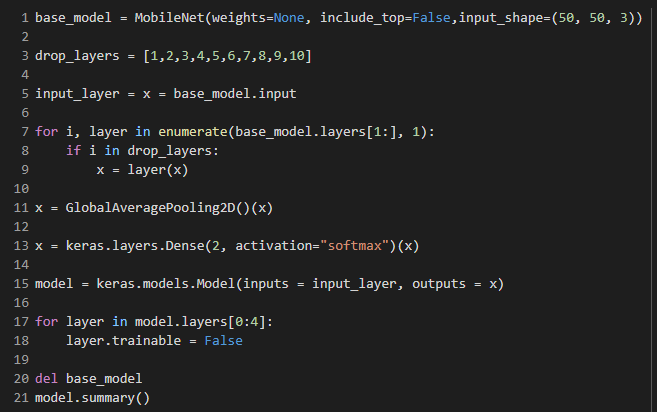 1 base_model = MobileNet(weights=None, include_top=False,input_shape=(50, 50, 3))
2
3 drop_layers = [1,2,3,4,5,6,7,8,9,10]
4
5 input_layer = x = base_model.input
6
7 for i, layer in enumerate(base_model.layers[1:], 1):
8     if i in drop_layers:
9         x = layer(x)
10
11 x = GlobalAveragePooling2D()(x)
12
13 x = keras.layers.Dense(2, activation="softmax")(x)
14
15 model = keras.models.Model(inputs = input_layer, outputs = x)
16
17 for layer in model.layers[0:4]:
18     layer.trainable = False
19
20 del base_model
21 model.summary()